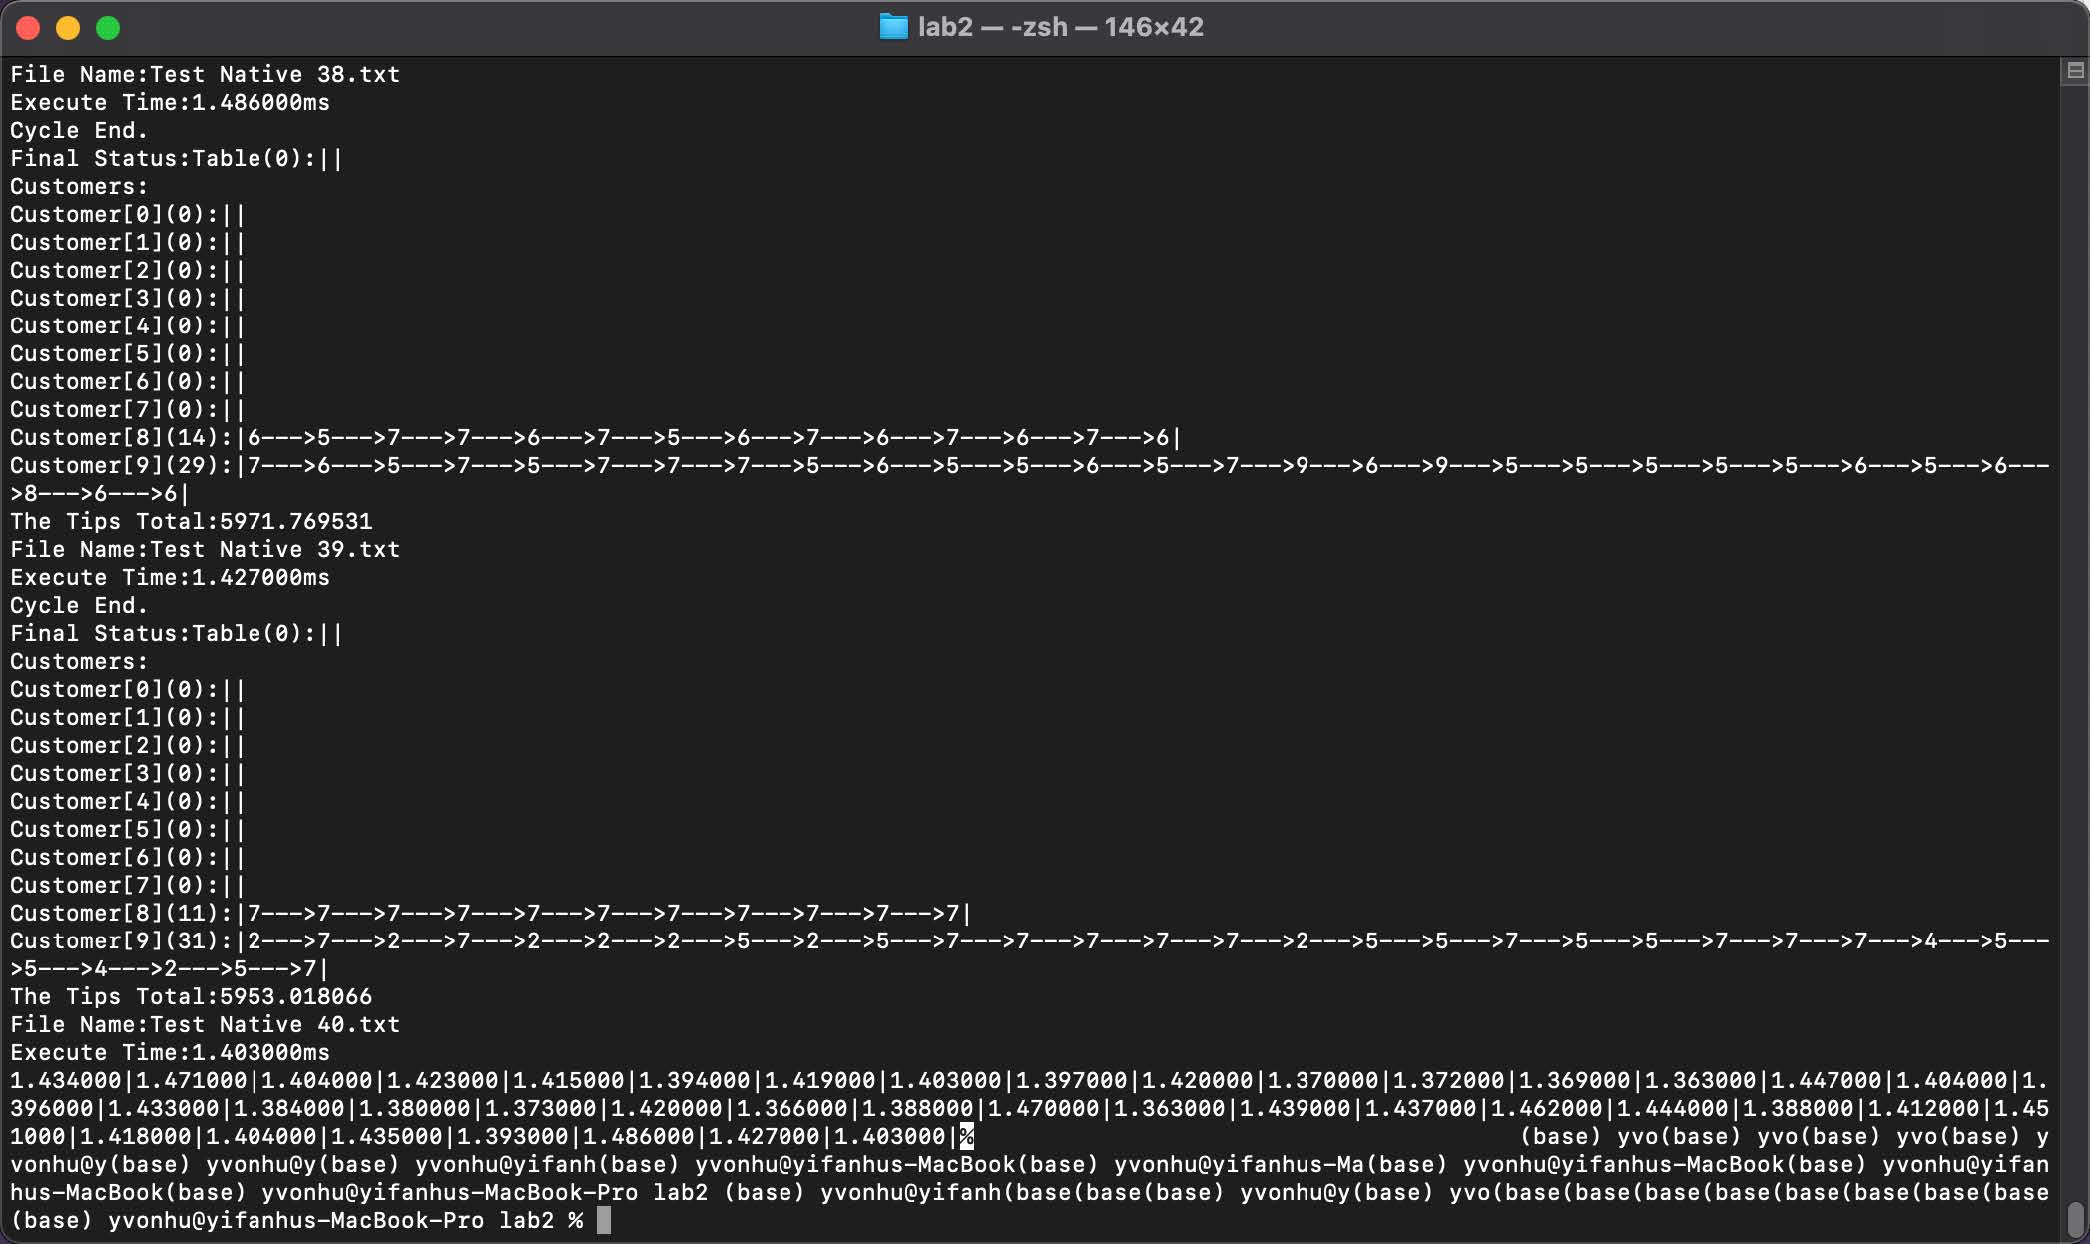 lab2 — -zsh — 146×42
File Name:Test Native 38.txt
Execute Time:1.486000ms
Cycle End.
Final Status:Table(0):||
Customers:
Customer[0](0):||
Customer[1](0):||
Customer[2](0):||
Customer[3](0):||
Customer[4](0):||
Customer[5](0):||
Customer[6](0):||
Customer[7](0):||
Customer[8](14):|6--->5--->7--->7--->6--->7--->5--->6--->7--->6--->7--->6--->7--->6|
Customer[9](29):|7--->6--->5--->7--->5--->7--->7--->7--->5--->6--->5--->5--->6--->5--->7--->9--->6--->9--->5--->5--->5--->5--->5--->6--->5--->6---
>8--->6--->6|
The Tips Total:5971.769531
File Name:Test Native 39.txt
Execute Time:1.427000ms
Cycle End.
Final Status:Table(0):||
Customers:
Customer[0](0):||
Customer[1](0):||
Customer[2](0):||
Customer[3](0):||
Customer[4](0):||
Customer[5](0):||
Customer[6](0):||
Customer[7](0):||
Customer[8](11):|7--->7--->7--->7--->7--->7--->7--->7--->7--->7--->7|
Customer[9](31):|2--->7--->2--->7--->2--->2--->2--->5--->2--->5--->7--->7--->7--->7--->7--->2--->5--->5--->7--->5--->5--->7--->7--->7--->4--->5---
>5--->4--->2--->5--->7|
The Tips Total:5953.018066
File Name:Test Native 40.txt
Execute Time:1.403000ms
1.434000|1.471000|1.404000|1.423000|1.415000|1.394000|1.419000|1.403000|1.397000|1.420000|1.370000|1.372000|1.369000|1.363000|1.447000|1.404000|1.
396000|1.433000|1.384000|1.380000|1.373000|1.420000|1.366000|1.388000|1.470000|1.363000|1.439000|1.437000|1.462000|1.444000|1.388000|1.412000|1.45
1000|1.418000|1.404000|1.435000|1.393000|1.486000|1.427000|1.403000|% (base) yvo(base) yvo(base) yvo(base) y
vonhu@y(base) yvonhu@y(base) yvonhu@yifanh(base) yvonhu@yifanhus-MacBook(base) yvonhu@yifanhus-Ma(base) yvonhu@yifanhus-MacBook(base) yvonhu@yifan
hus-MacBook(base) yvonhu@yifanhus-MacBook-Pro lab2 (base) yvonhu@yifanh(base(base(base) yvonhu@y(base) yvo(base(base(base(base(base(base(base(base
(base) yvonhu@yifanhus-MacBook-Pro lab2 %